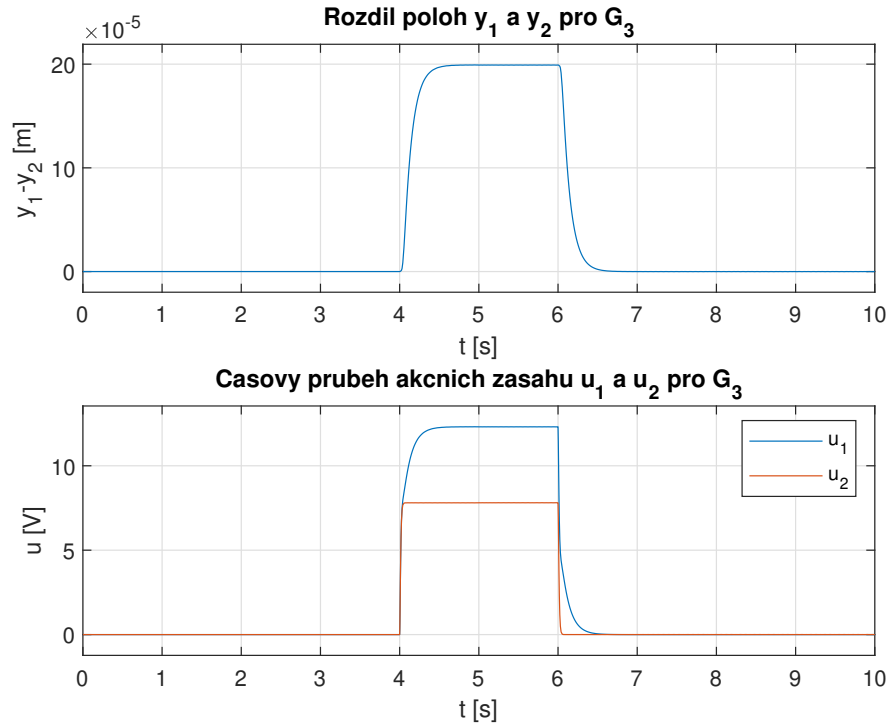 Rozdil poloh y1 a y2 pro G3
×10-5
20
10
0
y1-y2 [m]
0 1 2 3 4 5 6 7 8 9 10
t [s]
Casovy prubeh akcnich zasahu u1 a u2 pro G3
10
5
0
u [V]
u1
u2
0 1 2 3 4 5 6 7 8 9 10
t [s]